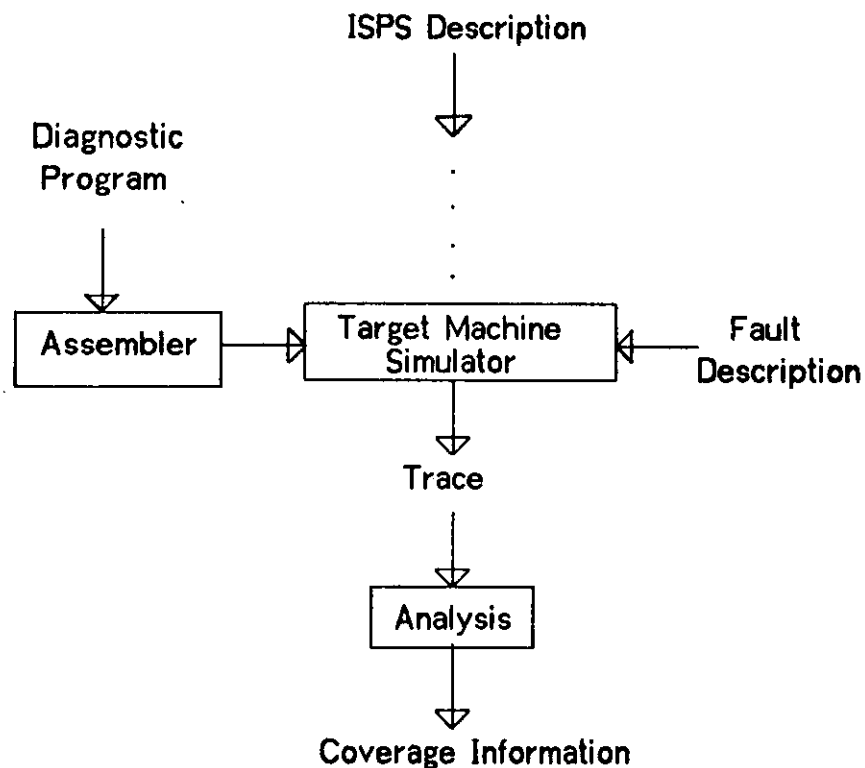 ISPS Description
Diagnostic
Program
Assembler
Target Machine
Simulator
Fault
Description
Trace
Analysis
Coverage Information